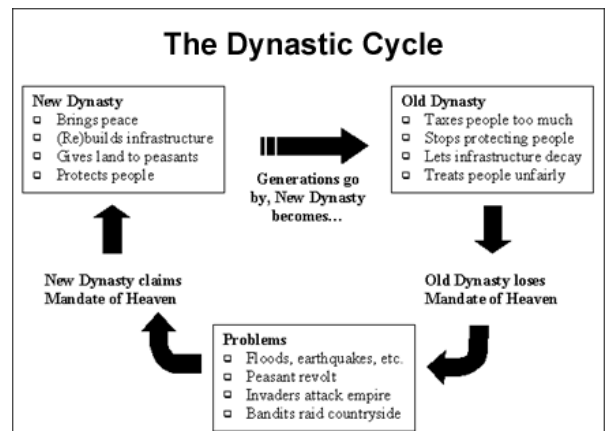 The Dynastic Cycle
New Dynasty
Brings peace
(Re)builds infrastructure
Gives land to peasants
Protects people
Generations go
by, New Dynasty
becomes...
Old Dynasty
Taxes people too much
Stops protecting people
Lets infrastructure decay
Treats people unfairly
Old Dynasty loses
Mandate of Heaven
Problems
Floods, earthquakes, etc.
Peasant revolt
Invaders attack empire
Bandits raid countryside
New Dynasty claims
Mandate of Heaven